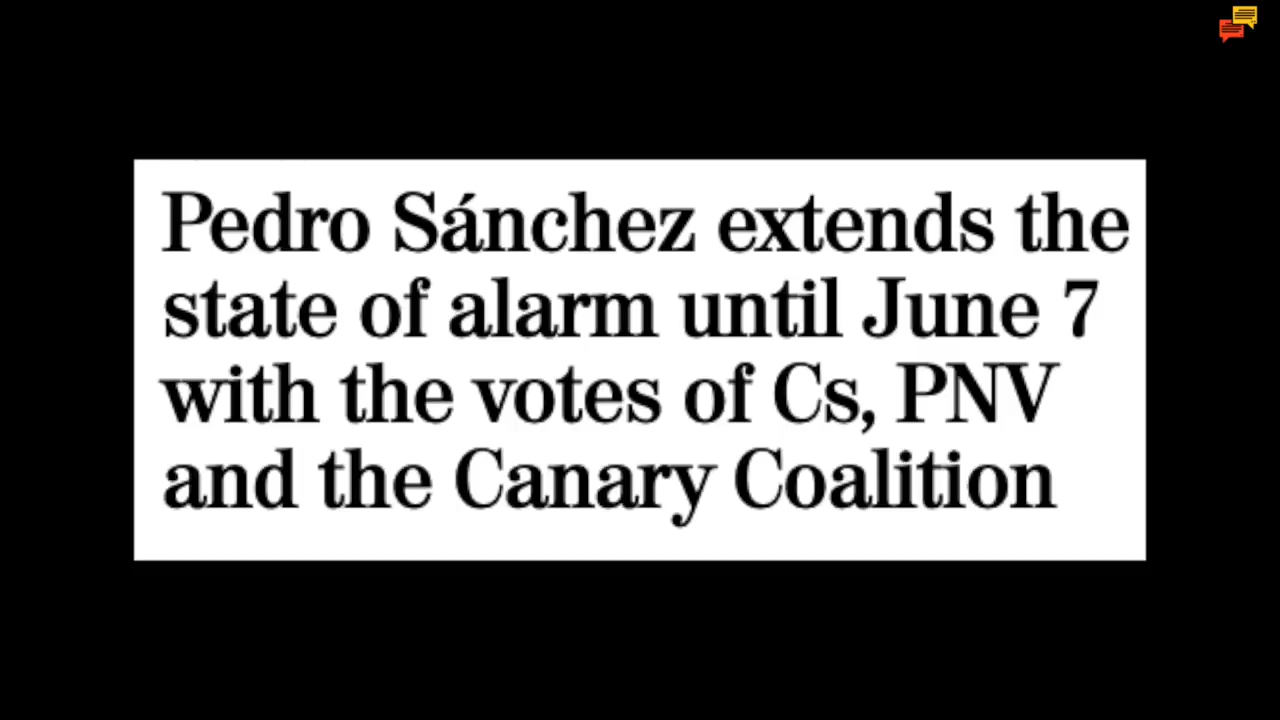 Pedro Sánchez extends the
state of alarm until June 7
with the votes of Cs, PNV
and the Canary Coalition